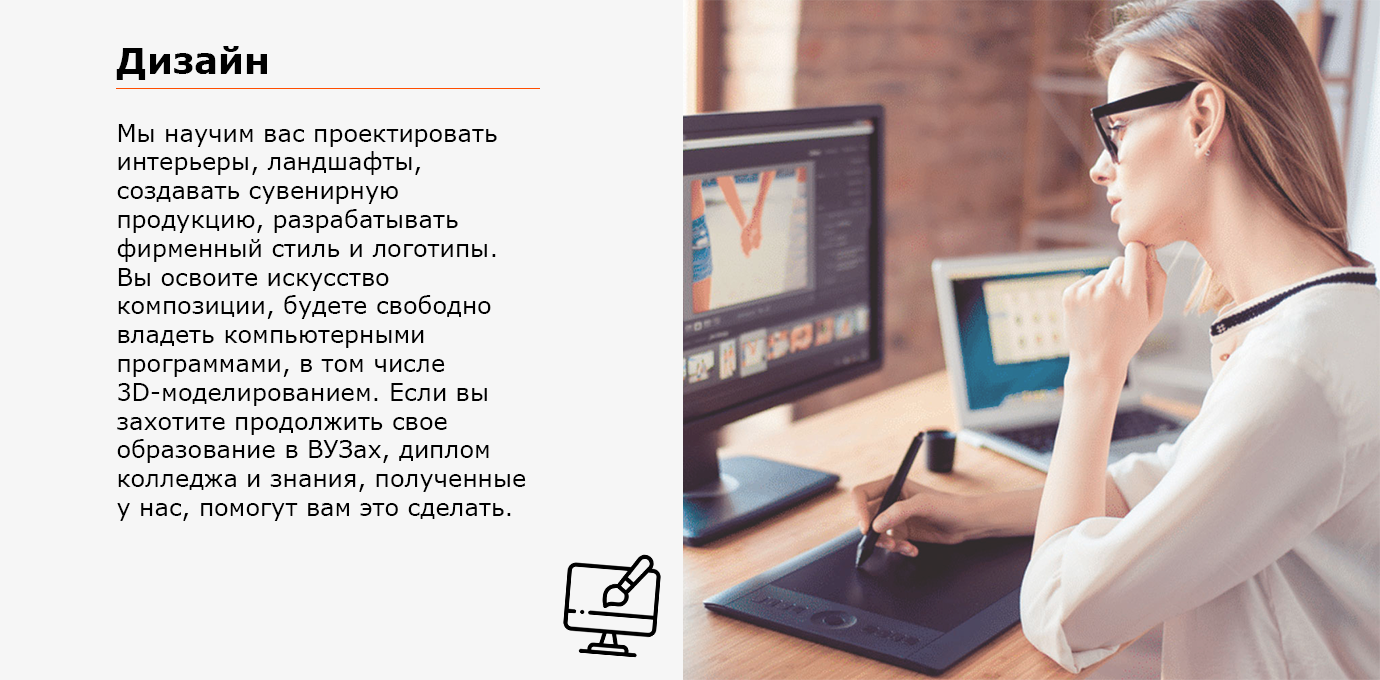 Дизайн
Мы научим вас проектировать
интерьеры, ландшафты,
создавать сувенирную
продукцию, разрабатывать
фирменный стиль и логотипы.
Вы освоите искусство
композиции, будете свободно
владеть компьютерными
программами, в том числе
3D-моделированием. Если вы
захотите продолжить свое
образование в ВУЗах, диплом
колледжа и знания, полученные
у нас, помогут вам это сделать.